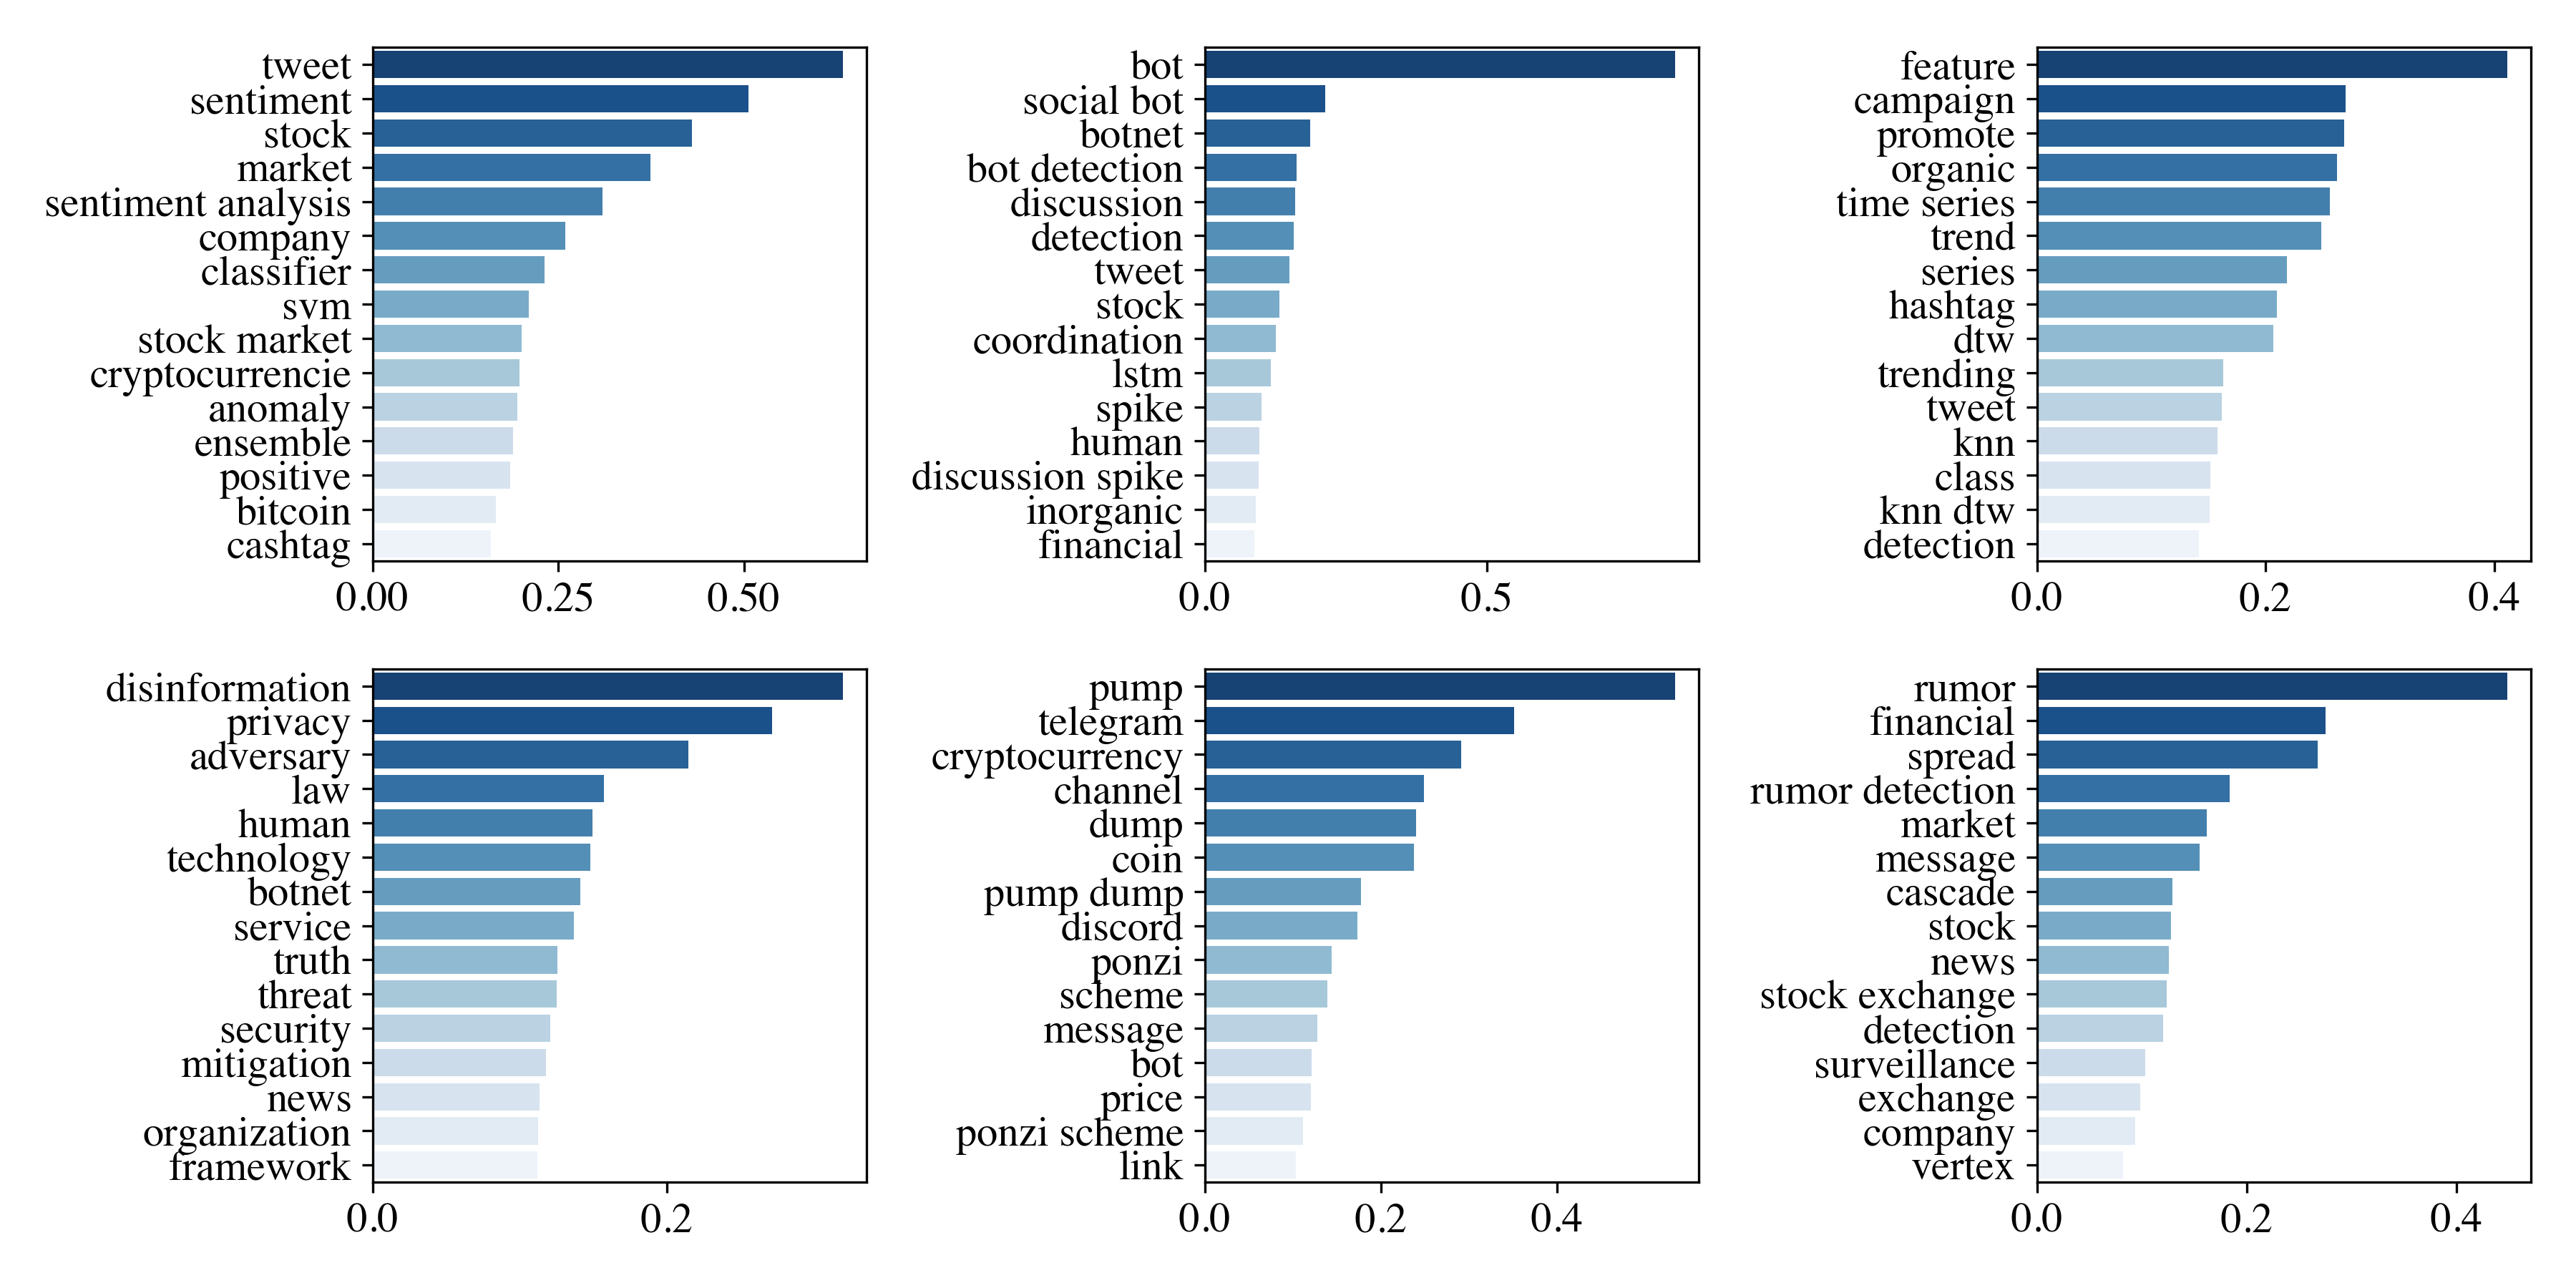 tweet
sentiment
stock
market
sentiment analysis
company
classifier
svm
stock market
cryptocurrencie
anomaly
ensemble
positive
bitcoin
cashtag
0.00 0.25 0.50
bot
social bot
botnet
bot detection
discussion
detection
tweet
stock
coordination
lstm
spike
human
discussion spike
inorganic
financial
0.0 0.5
feature
campaign
promote
organic
time series
trend
series
hashtag
dtw
trending
tweet
knn
class
knn dtw
detection
0.0 0.2 0.4
disinformation
privacy
adversary
law
human
technology
botnet
service
truth
threat
security
mitigation
news
organization
framework
0.0 0.2
pump
telegram
cryptocurrency
channel
dump
coin
pump dump
discord
ponzi
scheme
message
bot
price
ponzi scheme
link
0.0 0.2 0.4
rumor
financial
spread
rumor detection
market
message
cascade
stock
news
stock exchange
detection
surveillance
exchange
company
vertex
0.0 0.2 0.4